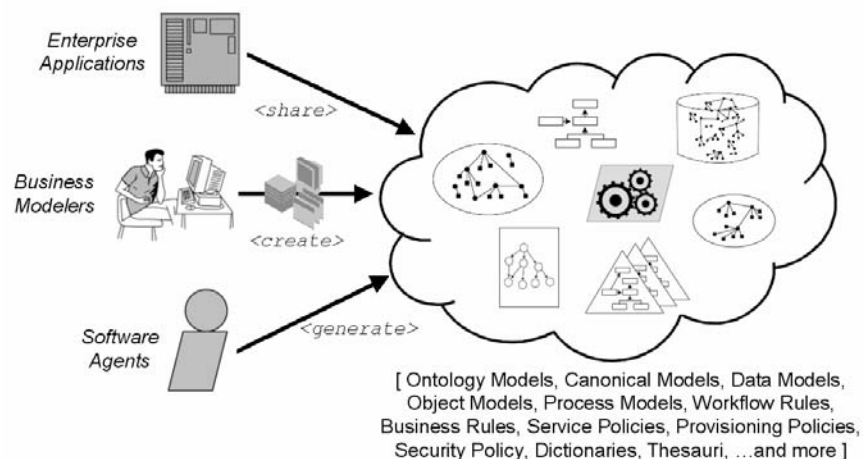 Enterprise
Applications
<share>
Business
Modelers
<create>
Software
Agents
<generate>
[ Ontology Models, Canonical Models, Data Models,
Object Models, Process Models, Workflow Rules,
Business Rules, Service Policies, Provisioning Policies,
Security Policy, Dictionaries, Thesauri, …and more ]